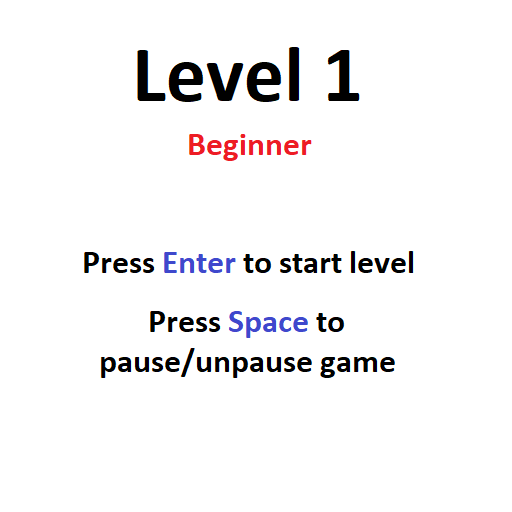 Level 1
Beginner
Press Enter to start level
Press Space to
pause/unpause game